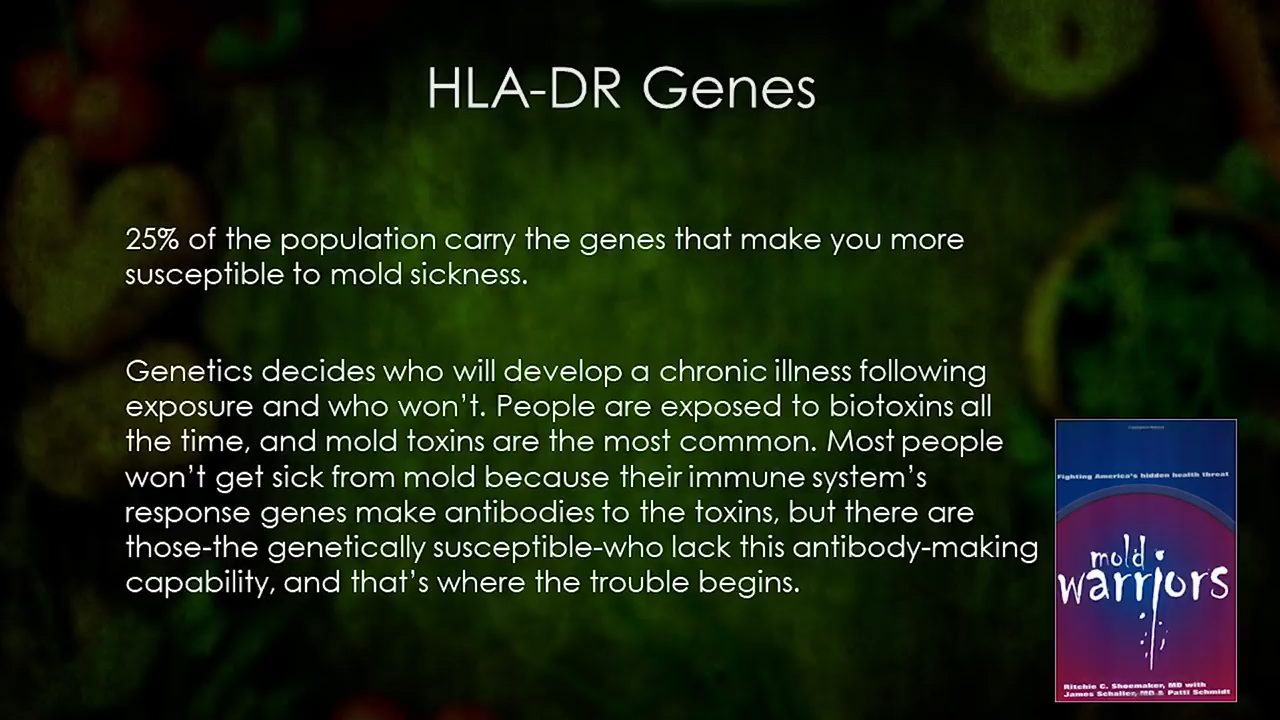 HLA-DR Genes
25% of the population carry the genes that make you more
susceptible to mold sickness.
Genetics decides who will develop a chronic illness following
exposure and who won't. People are exposed to biotoxins all
the time, and mold toxins are the most common. Most people
won't get sick from mold because their immune system's
response genes make antibodies to the toxins, but there are
those-the genetically susceptible-who lack this antibody-making
capability, and that's where the trouble begins.
Fighting America's hidden health threat
mold
warriors
Ritchie C. Shoemaker, MD with
James Schaller, MD & Patti Schmidt